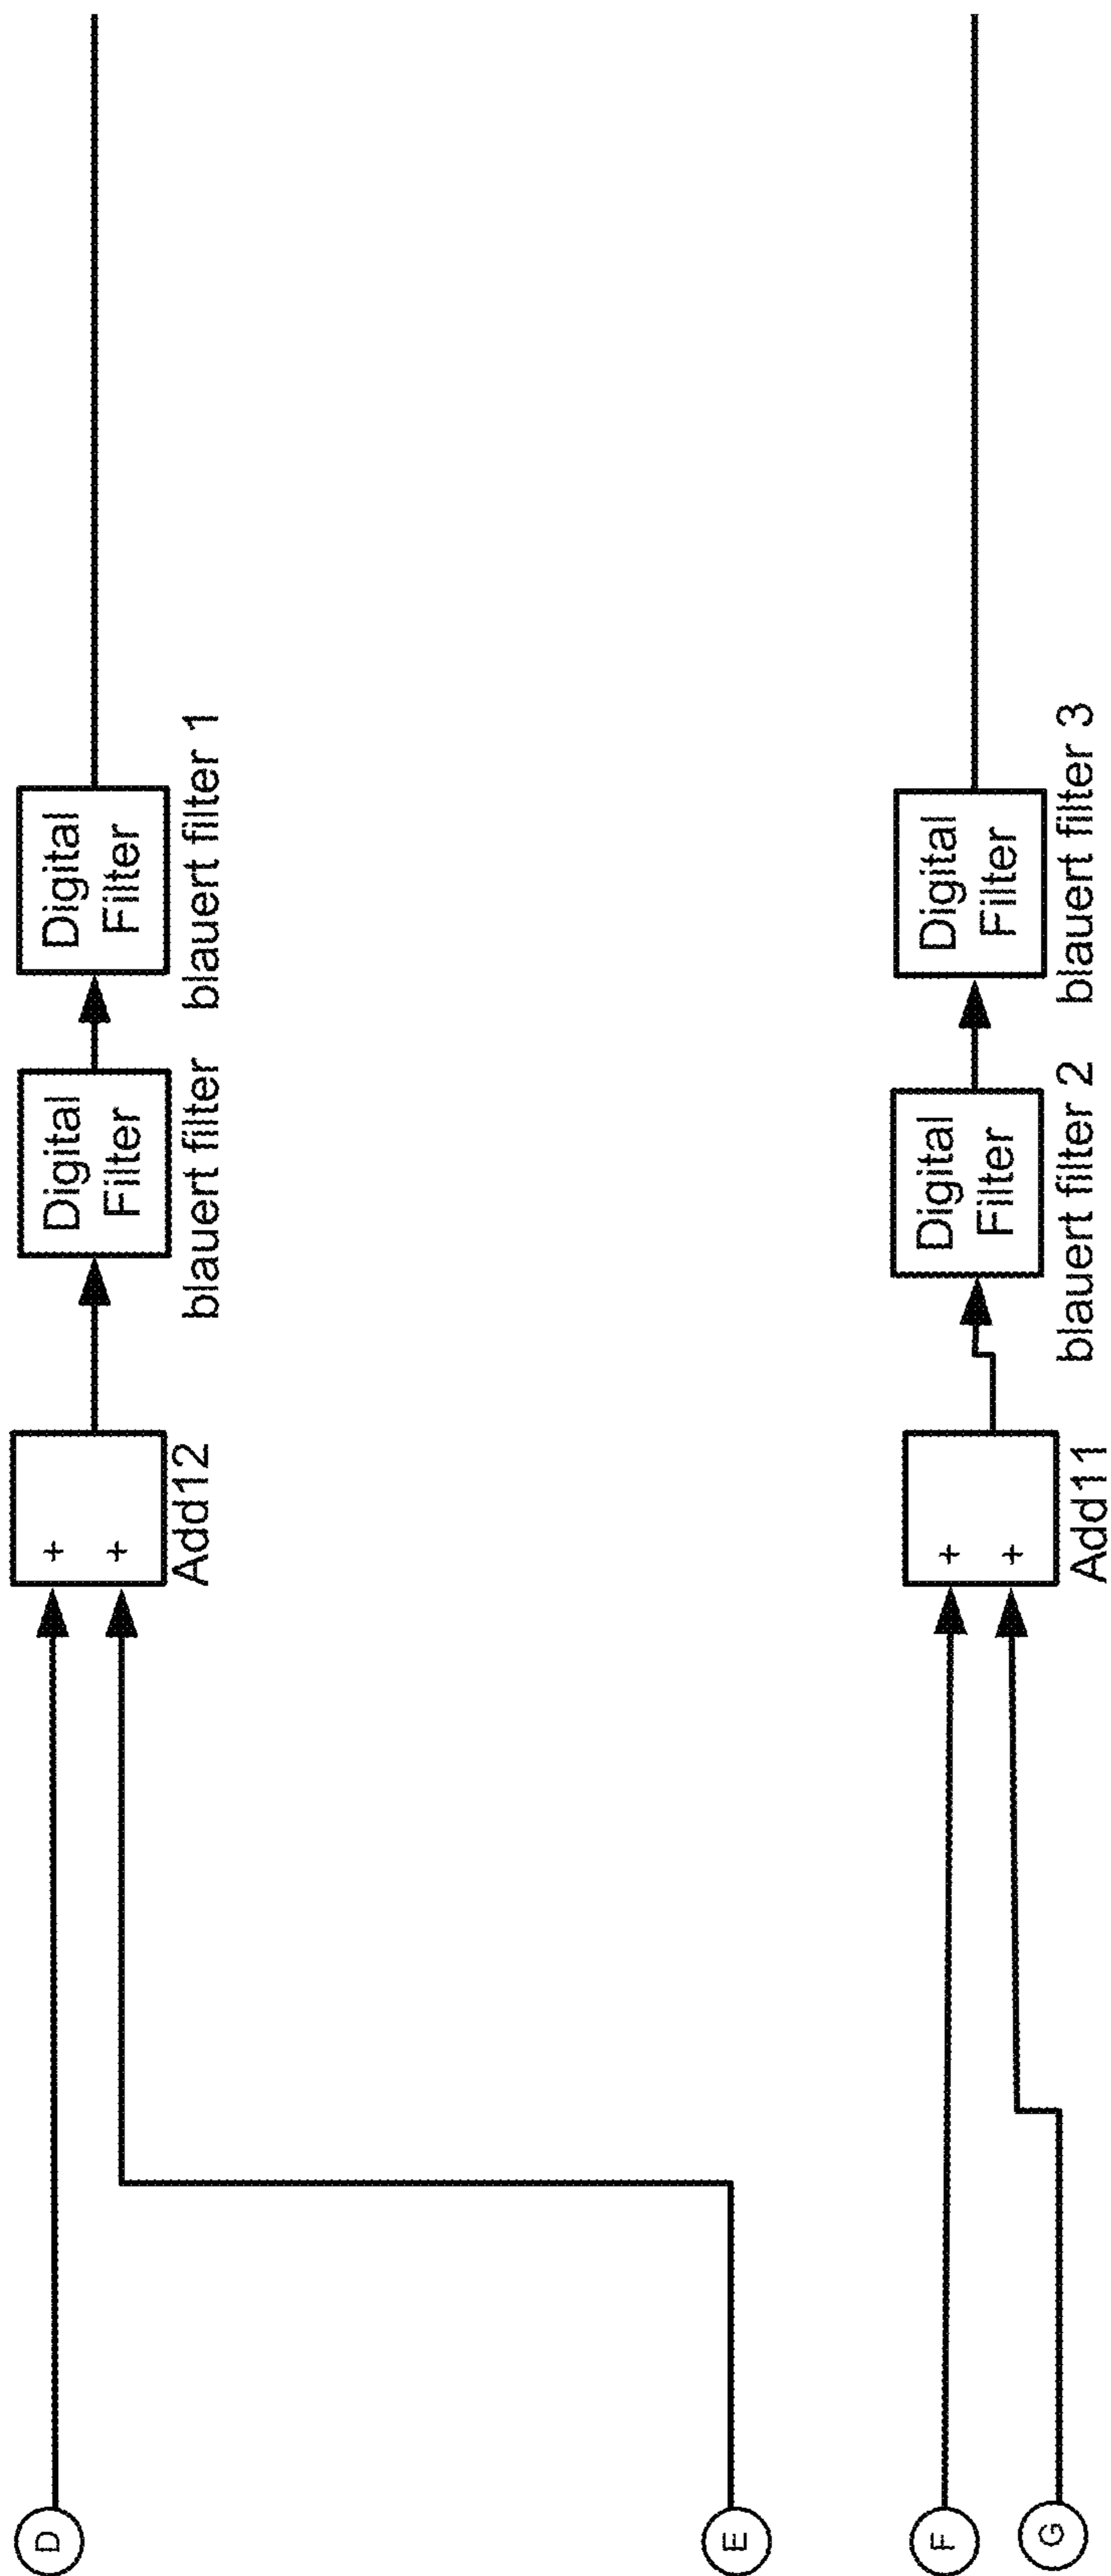 D
+
+
Add12
Digital
Filter
blauert filter
Digital
Filter
blauert filter 1
E
F
G
+
+
Add11
Digital
Filter
blauert filter 2
Digital
Filter
blauert filter 3